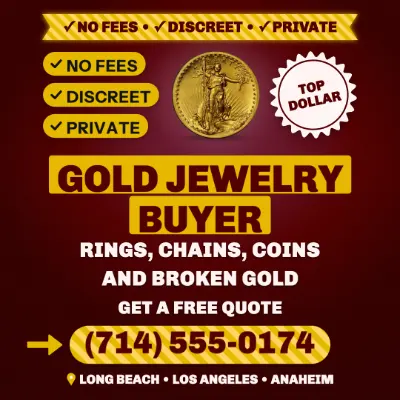 ✓NO FEES • ✓DISCREET • ✓PRIVATE
✓ NO FEES
✓ DISCREET
✓ PRIVATE
TOP
DOLLAR
GOLD JEWELRY
BUYER
RINGS, CHAINS, COINS
AND BROKEN GOLD
GET A FREE QUOTE
(714) 555-0174
LONG BEACH • LOS ANGELES • ANAHEIM